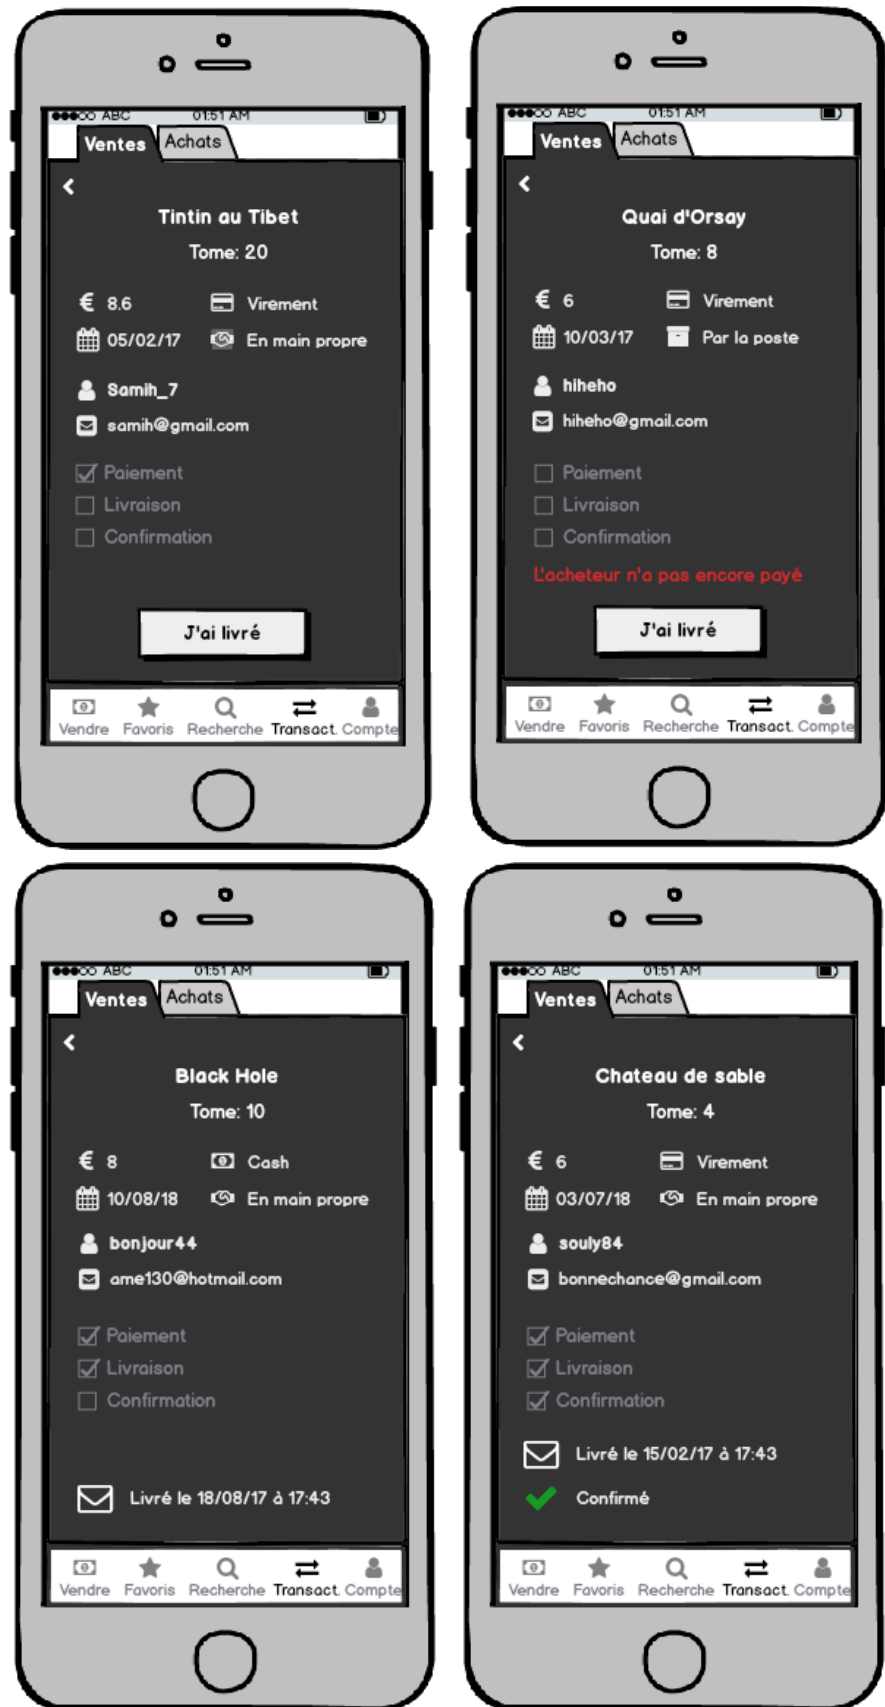 ABC 01:51 AM
Ventes Achats
Tintin au Tibet
Tome: 20
€ 8.6 Virement
05/02/17 En main propre
Samih_7
samih@gmail.com
Paiement
Livraison
Confirmation
J'ai livré
Vendre Favoris Recherche Transact. Compte
ABC 01:51 AM
Ventes Achats
Quai d'Orsay
Tome: 8
€ 6 Virement
10/03/17 Par la poste
hiheho
hiheho@gmail.com
Paiement
Livraison
Confirmation
L'acheteur n'a pas encore payé
J'ai livré
Vendre Favoris Recherche Transact. Compte
ABC 01:51 AM
Ventes Achats
Black Hole
Tome: 10
€ 8 Cash
10/08/18 En main propre
bonjour44
ame130@hotmail.com
Paiement
Livraison
Confirmation
Livré le 18/08/17 à 17:43
Vendre Favoris Recherche Transact. Compte
ABC 01:51 AM
Ventes Achats
Chateau de sable
Tome: 4
€ 6 Virement
03/07/18 En main propre
souly84
bonnechance@gmail.com
Paiement
Livraison
Confirmation
Livré le 15/02/17 à 17:43
Confirmé
Vendre Favoris Recherche Transact. Compte